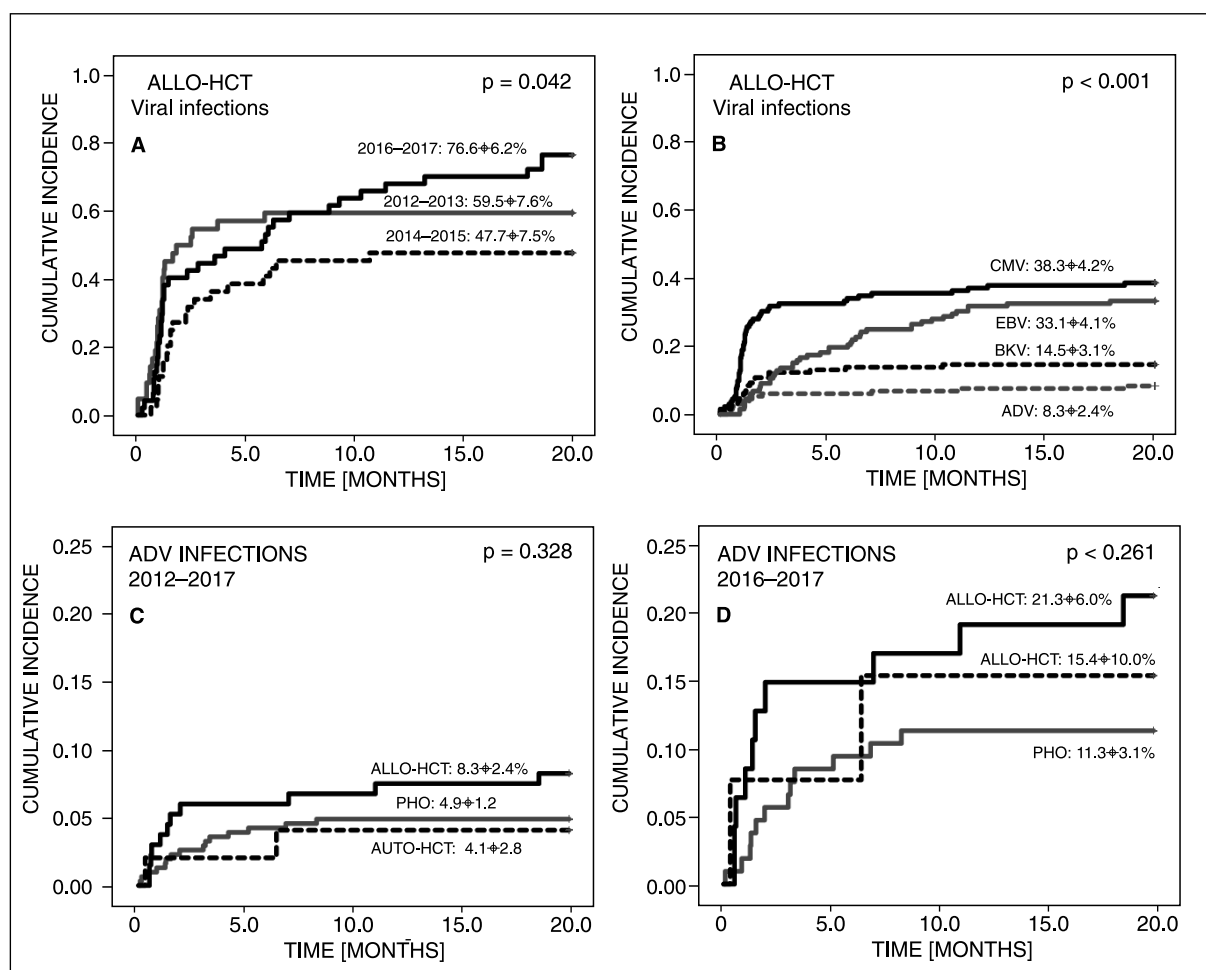 ALLO-HCT
Viral infections
p = 0.042
A
CUMULATIVE INCIDENCE
1.0
0.8
0.6
0.4
0.2
0.0
2016–2017: 76.6±6.2%
2012–2013: 59.5±7.6%
2014–2015: 47.7±7.5%
0 5.0 10.0 15.0 20.0
TIME [MONTHS]
ALLO-HCT
Viral infections
p < 0.001
B
CUMULATIVE INCIDENCE
1.0
0.8
0.6
0.4
0.2
0.0
CMV: 38.3±4.2%
EBV: 33.1±4.1%
BKV: 14.5±3.1%
ADV: 8.3±2.4%
0 5.0 10.0 15.0 20.0
TIME [MONTHS]
ADV INFECTIONS
2012–2017
p = 0.328
C
CUMULATIVE INCIDENCE
0.25
0.20
0.15
0.10
0.05
0.00
ALLO-HCT: 8.3±2.4%
PHO: 4.9±1.2
AUTO-HCT: 4.1±2.8
0 5.0 10.0 15.0 20.0
TIME [MONTHS]
ADV INFECTIONS
2016–2017
p < 0.261
D
CUMULATIVE INCIDENCE
0.25
0.20
0.15
0.10
0.05
0.00
ALLO-HCT: 21.3±6.0%
ALLO-HCT: 15.4±10.0%
PHO: 11.3±3.1%
0 5.0 10.0 15.0 20.0
TIME [MONTHS]